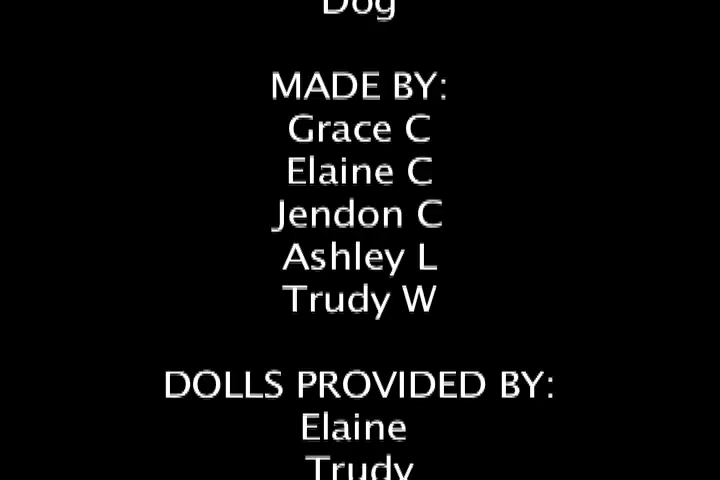 Dog
MADE BY:
Grace C
Elaine C
Jendon C
Ashley L
Trudy W
DOLLS PROVIDED BY:
Elaine
Trudy